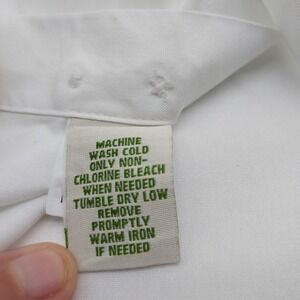 MACHINE
WASH COLD
ONLY NON-
CHLORINE BLEACH
WHEN NEEDED
TUMBLE DRY LOW
REMOVE
PROMPTLY
WARM IRON
IF NEEDED